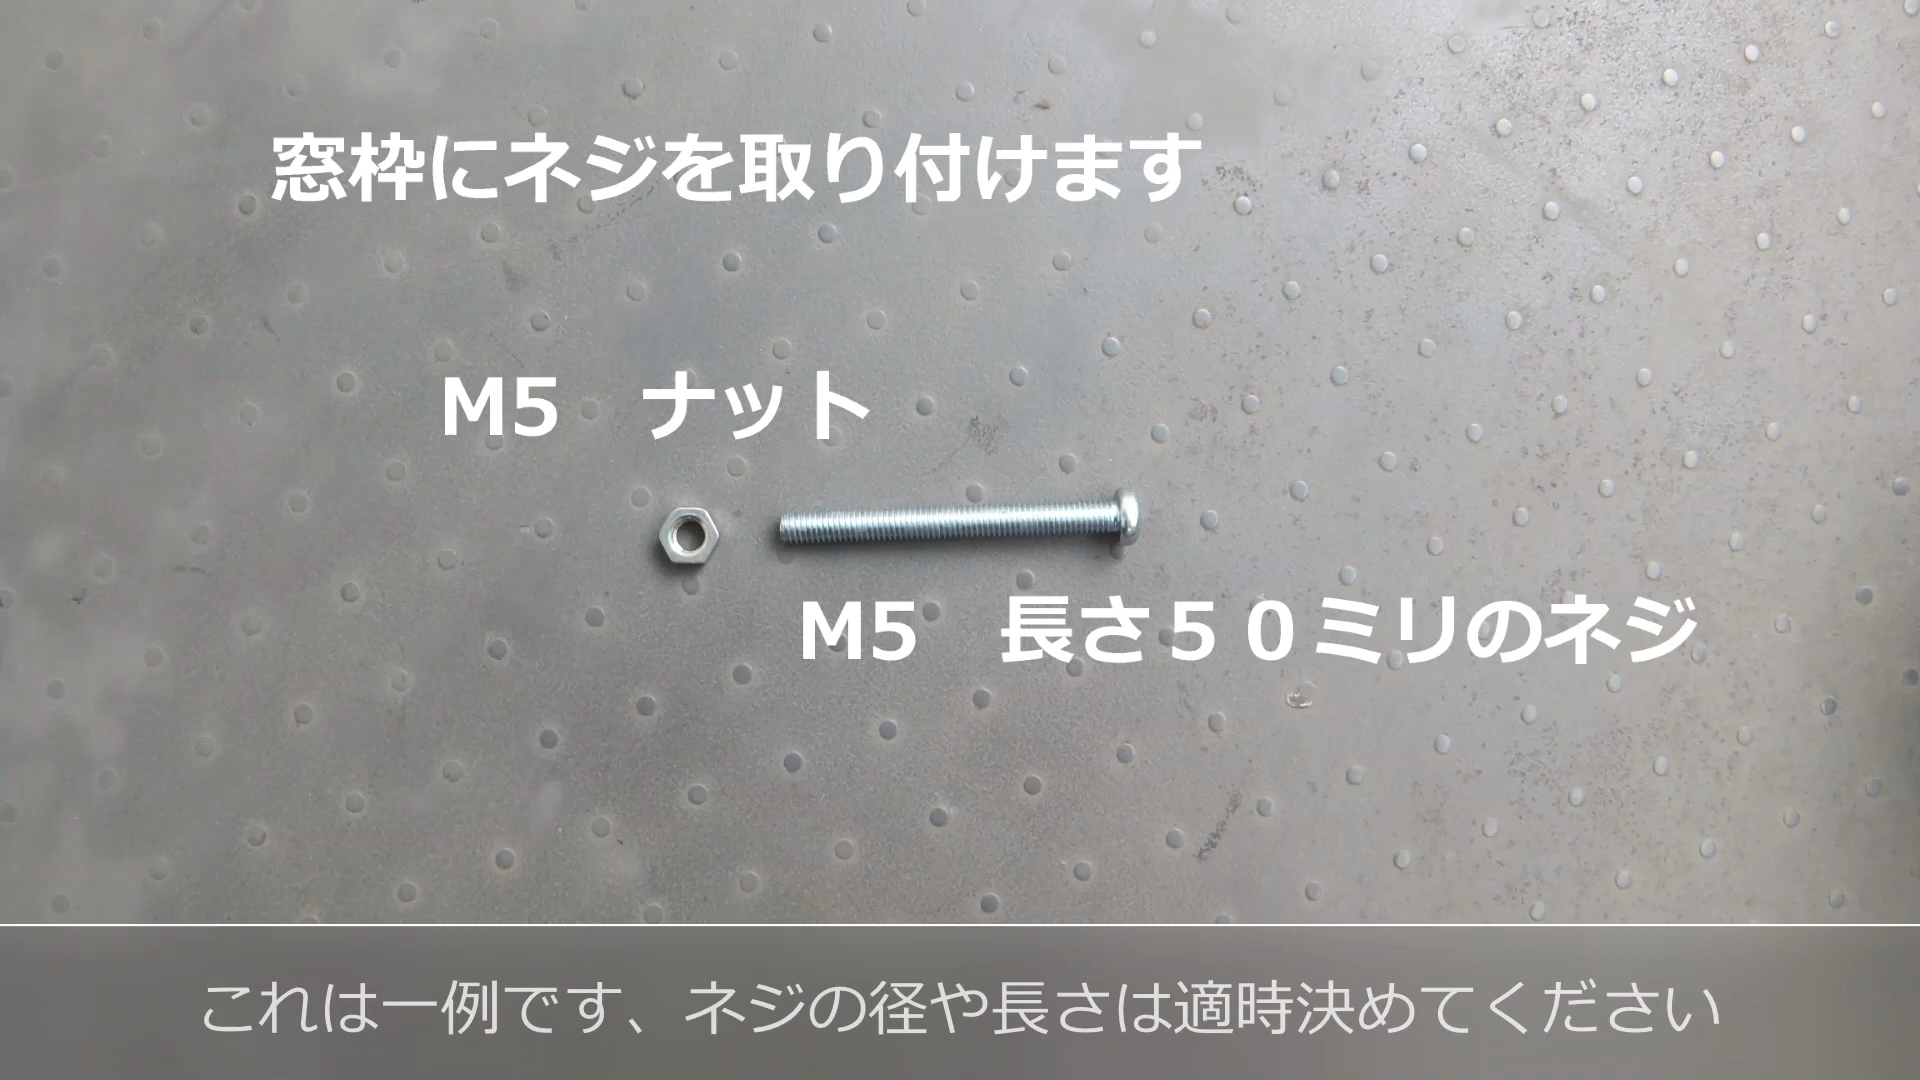 窓枠にネジを取り付けます
M5　ナット
M5　長さ５０ミリのネジ
これは一例です、ネジの径や長さは適時決めてください